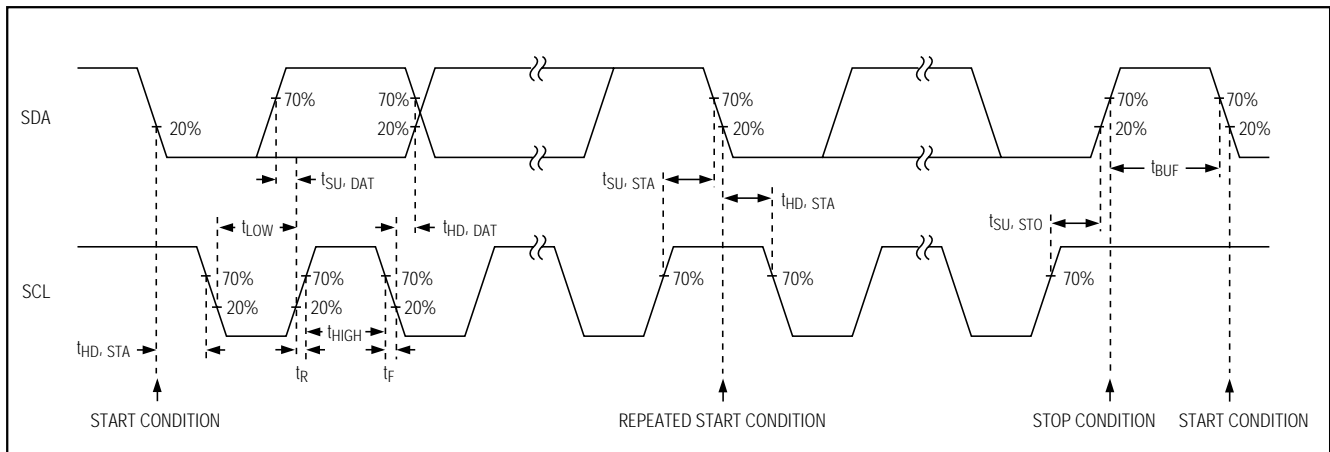 SDA
20%
70%
70%
20%
70%
20%
70%
20%
70%
20%
tSU, DAT
tSU, STA
tBUF
tLOW
tHD, DAT
tHD, STA
tSU, STO
SCL
70%
20%
70%
20%
70%
20%
70%
70%
70%
tHIGH
tHD, STA
tR
tF
START CONDITION
REPEATED START CONDITION
STOP CONDITION
START CONDITION